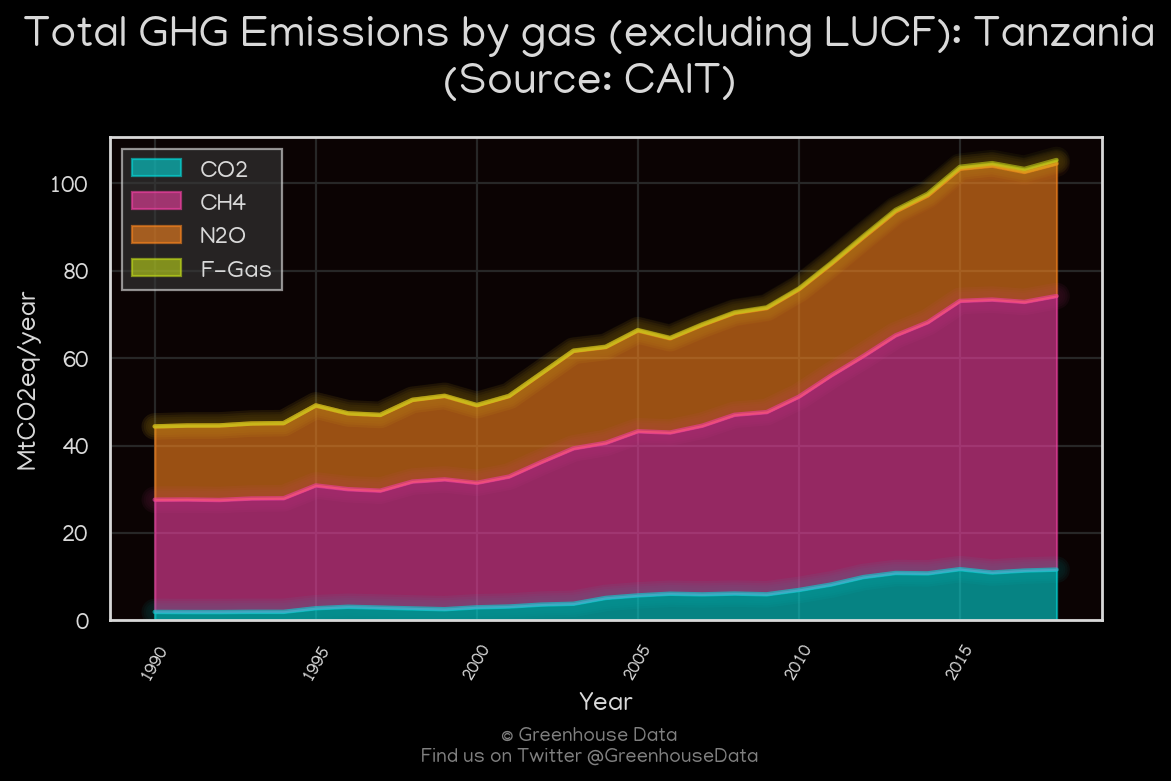 Total GHG Emissions by gas (excluding LUCF): Tanzania
(Source: CAIT)
CO2
CH4
N2O
F-Gas
MtCO2eq/year
100
80
60
40
20
0
1990
1995
2000
2005
2010
2015
Year
© Greenhouse Data
Find us on Twitter @GreenhouseData